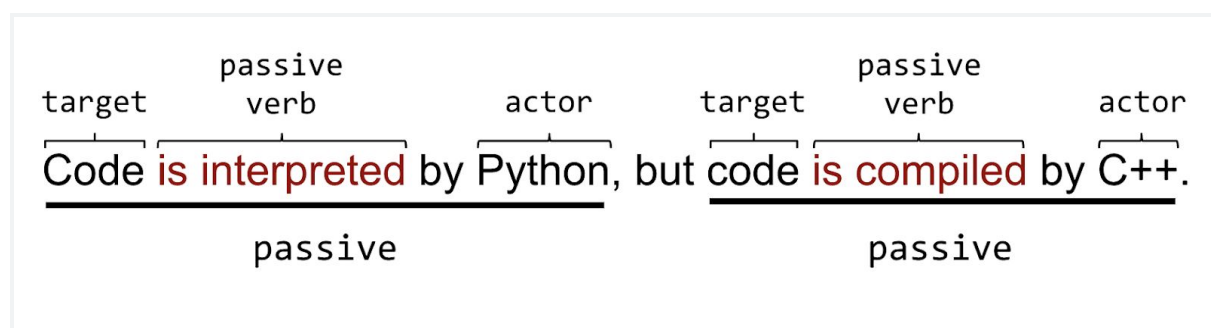 passive passive
target verb actor target verb actor
Code is interpreted by Python, but code is compiled by C++.
passive passive